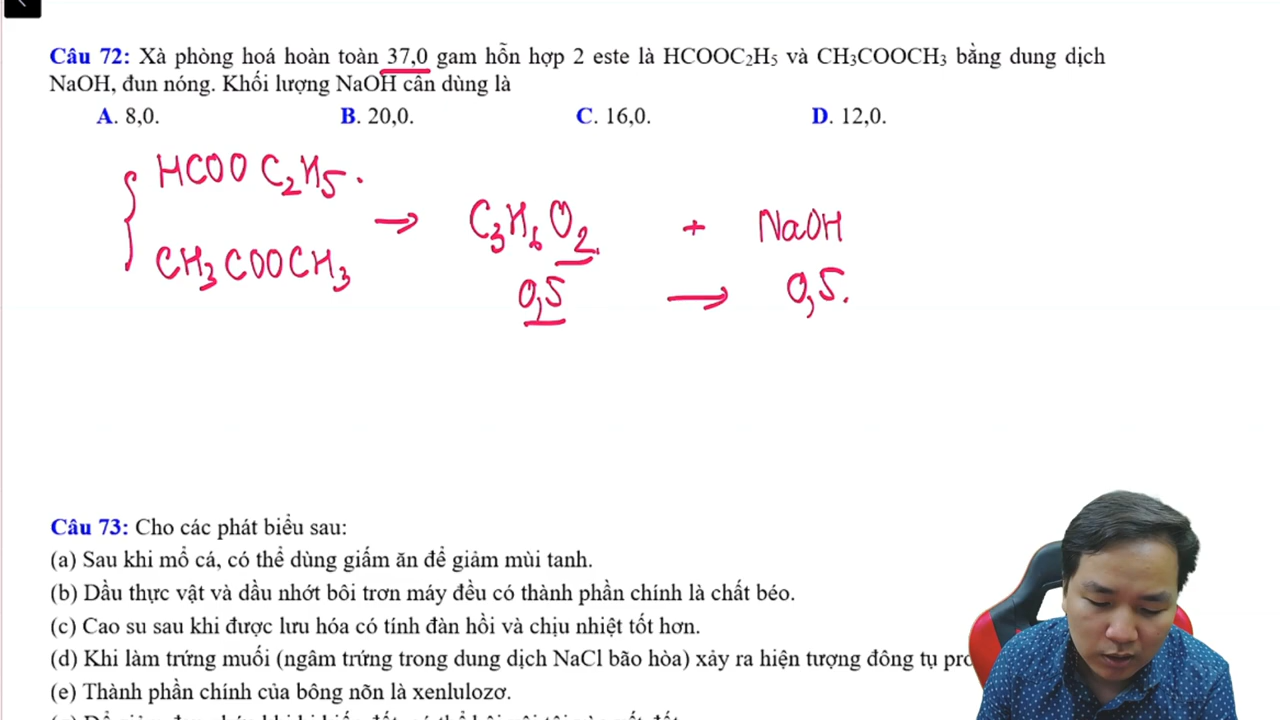 Câu 72: Xà phòng hoá hoàn toàn 37,0 gam hỗn hợp 2 este là HCOOC₂H₅ và CH₃COOCH₃ bằng dung dịch
NaOH, đun nóng. Khối lượng NaOH cần dùng là
A. 8,0. B. 20,0. C. 16,0. D. 12,0.
HCOOC₂H₅.
→ C₃H₆O₂ + NaOH
CH₃COOCH₃
0,5 → 0,5.
Câu 73: Cho các phát biểu sau:
(a) Sau khi mổ cá, có thể dùng giấm ăn để giảm mùi tanh.
(b) Dầu thực vật và dầu nhớt bôi trơn máy đều có thành phần chính là chất béo.
(c) Cao su sau khi được lưu hóa có tính đàn hồi và chịu nhiệt tốt hơn.
(d) Khi làm trứng muối (ngâm trứng trong dung dịch NaCl bão hòa) xảy ra hiện tượng đông tụ
(e) Thành phần chính của bông nõn là xenlulozơ.